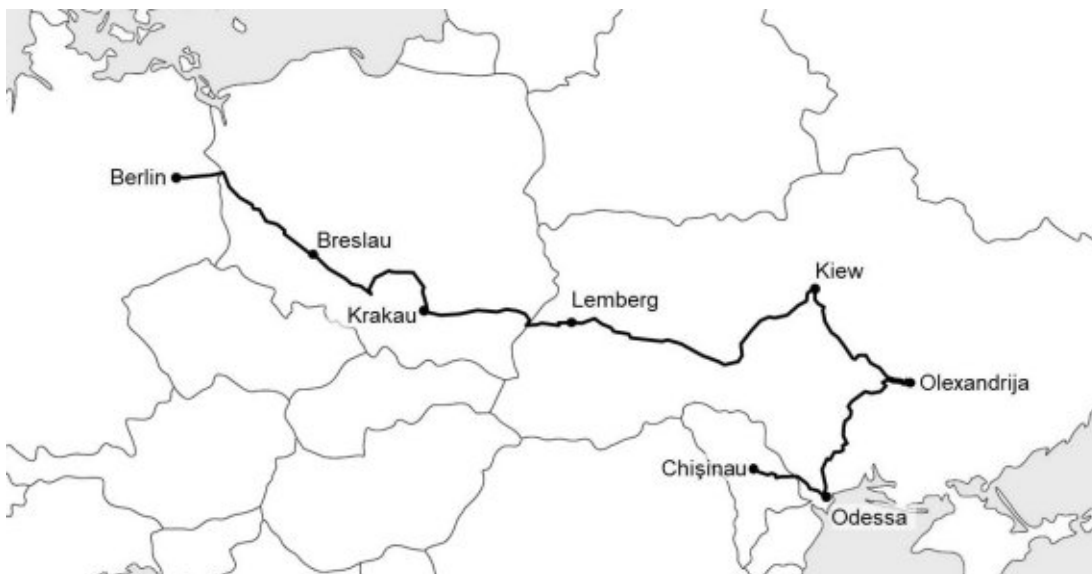 Berlin
Breslau
Krakau
Lemberg
Kiew
Olexandrija
Chişinau
Odessa